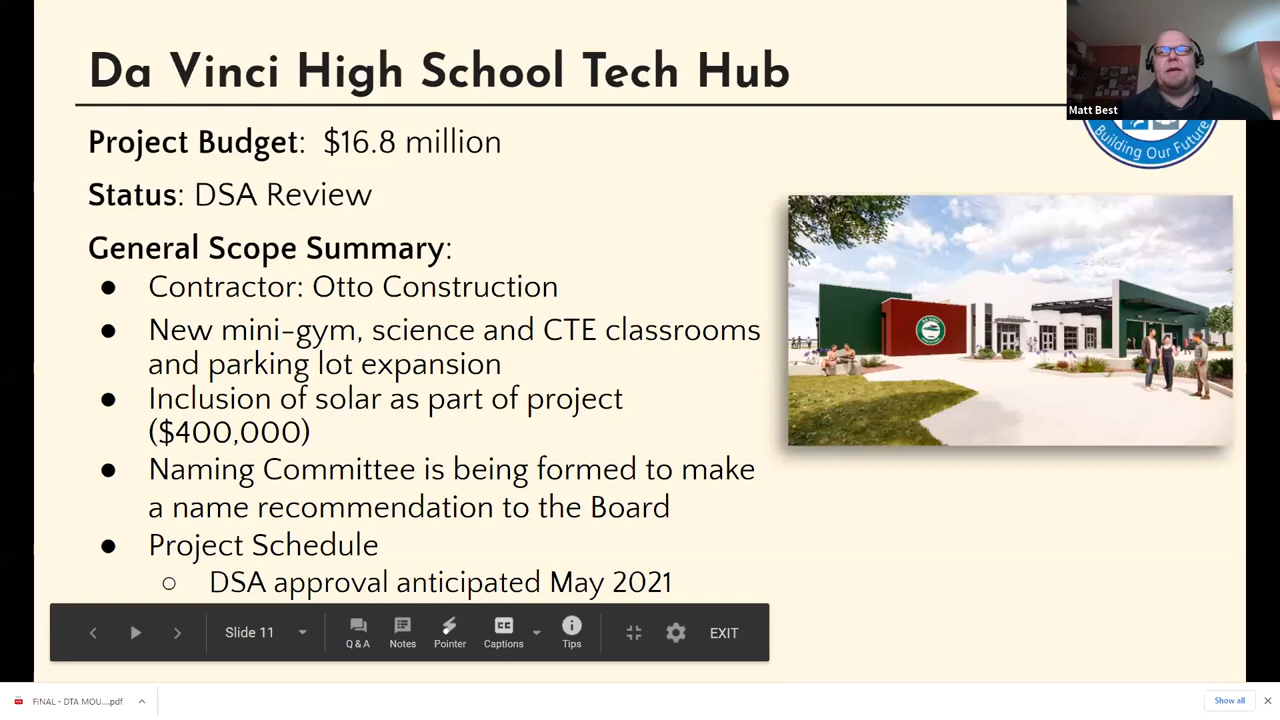 Da Vinci High School Tech Hub
Matt Best
Building Our Future
Project Budget: $16.8 million
Status: DSA Review
General Scope Summary:
● Contractor: Otto Construction
● New mini-gym, science and CTE classrooms
and parking lot expansion
● Inclusion of solar as part of project
($400,000)
● Naming Committee is being formed to make
a name recommendation to the Board
● Project Schedule
○ DSA approval anticipated May 2021
Slide 11
Q & A
Notes
Pointer
CC
Captions
Tips
EXIT
FINAL - DTA MOU....pdf
Show all